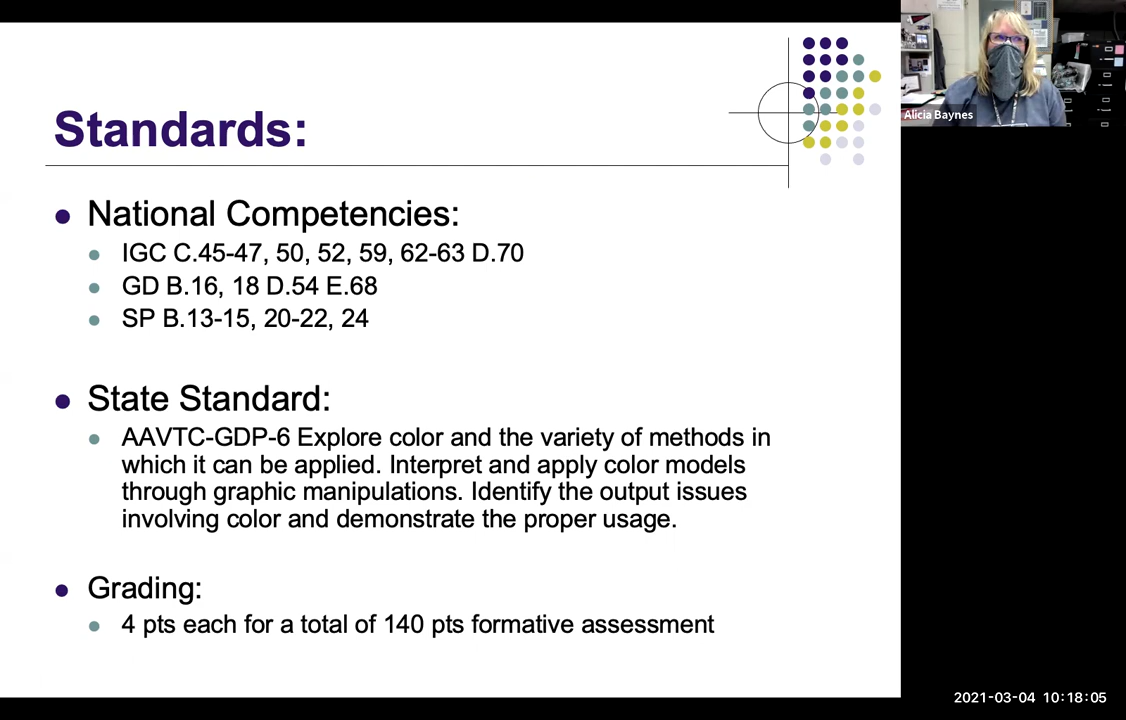 Standards:
National Competencies:
IGC C.45-47, 50, 52, 59, 62-63 D.70
GD B.16, 18 D.54 E.68
SP B.13-15, 20-22, 24
State Standard:
AAVTC-GDP-6 Explore color and the variety of methods in
which it can be applied. Interpret and apply color models
through graphic manipulations. Identify the output issues
involving color and demonstrate the proper usage.
Grading:
4 pts each for a total of 140 pts formative assessment
Alicia Baynes
2021-03-04 10:18:05